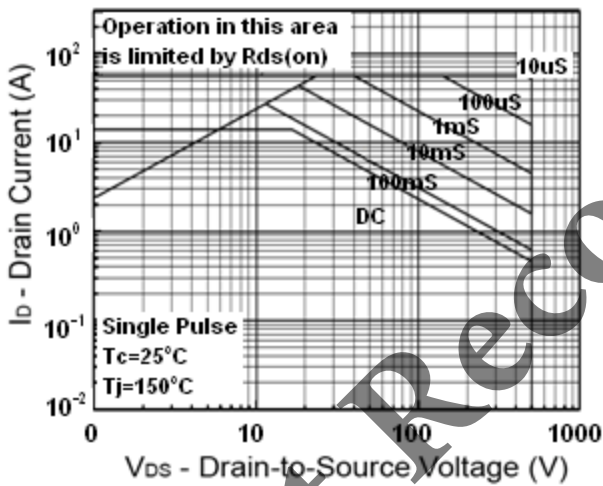 Operation in this area
is limited by Rds(on)
10uS
100uS
1mS
10mS
100mS
DC
Single Pulse
Tc=25°C
Tj=150°C
10²
10¹
10⁰
10⁻¹
10⁻²
ID - Drain Current (A)
0 10 100 1000
VDS - Drain-to-Source Voltage (V)
t Reco